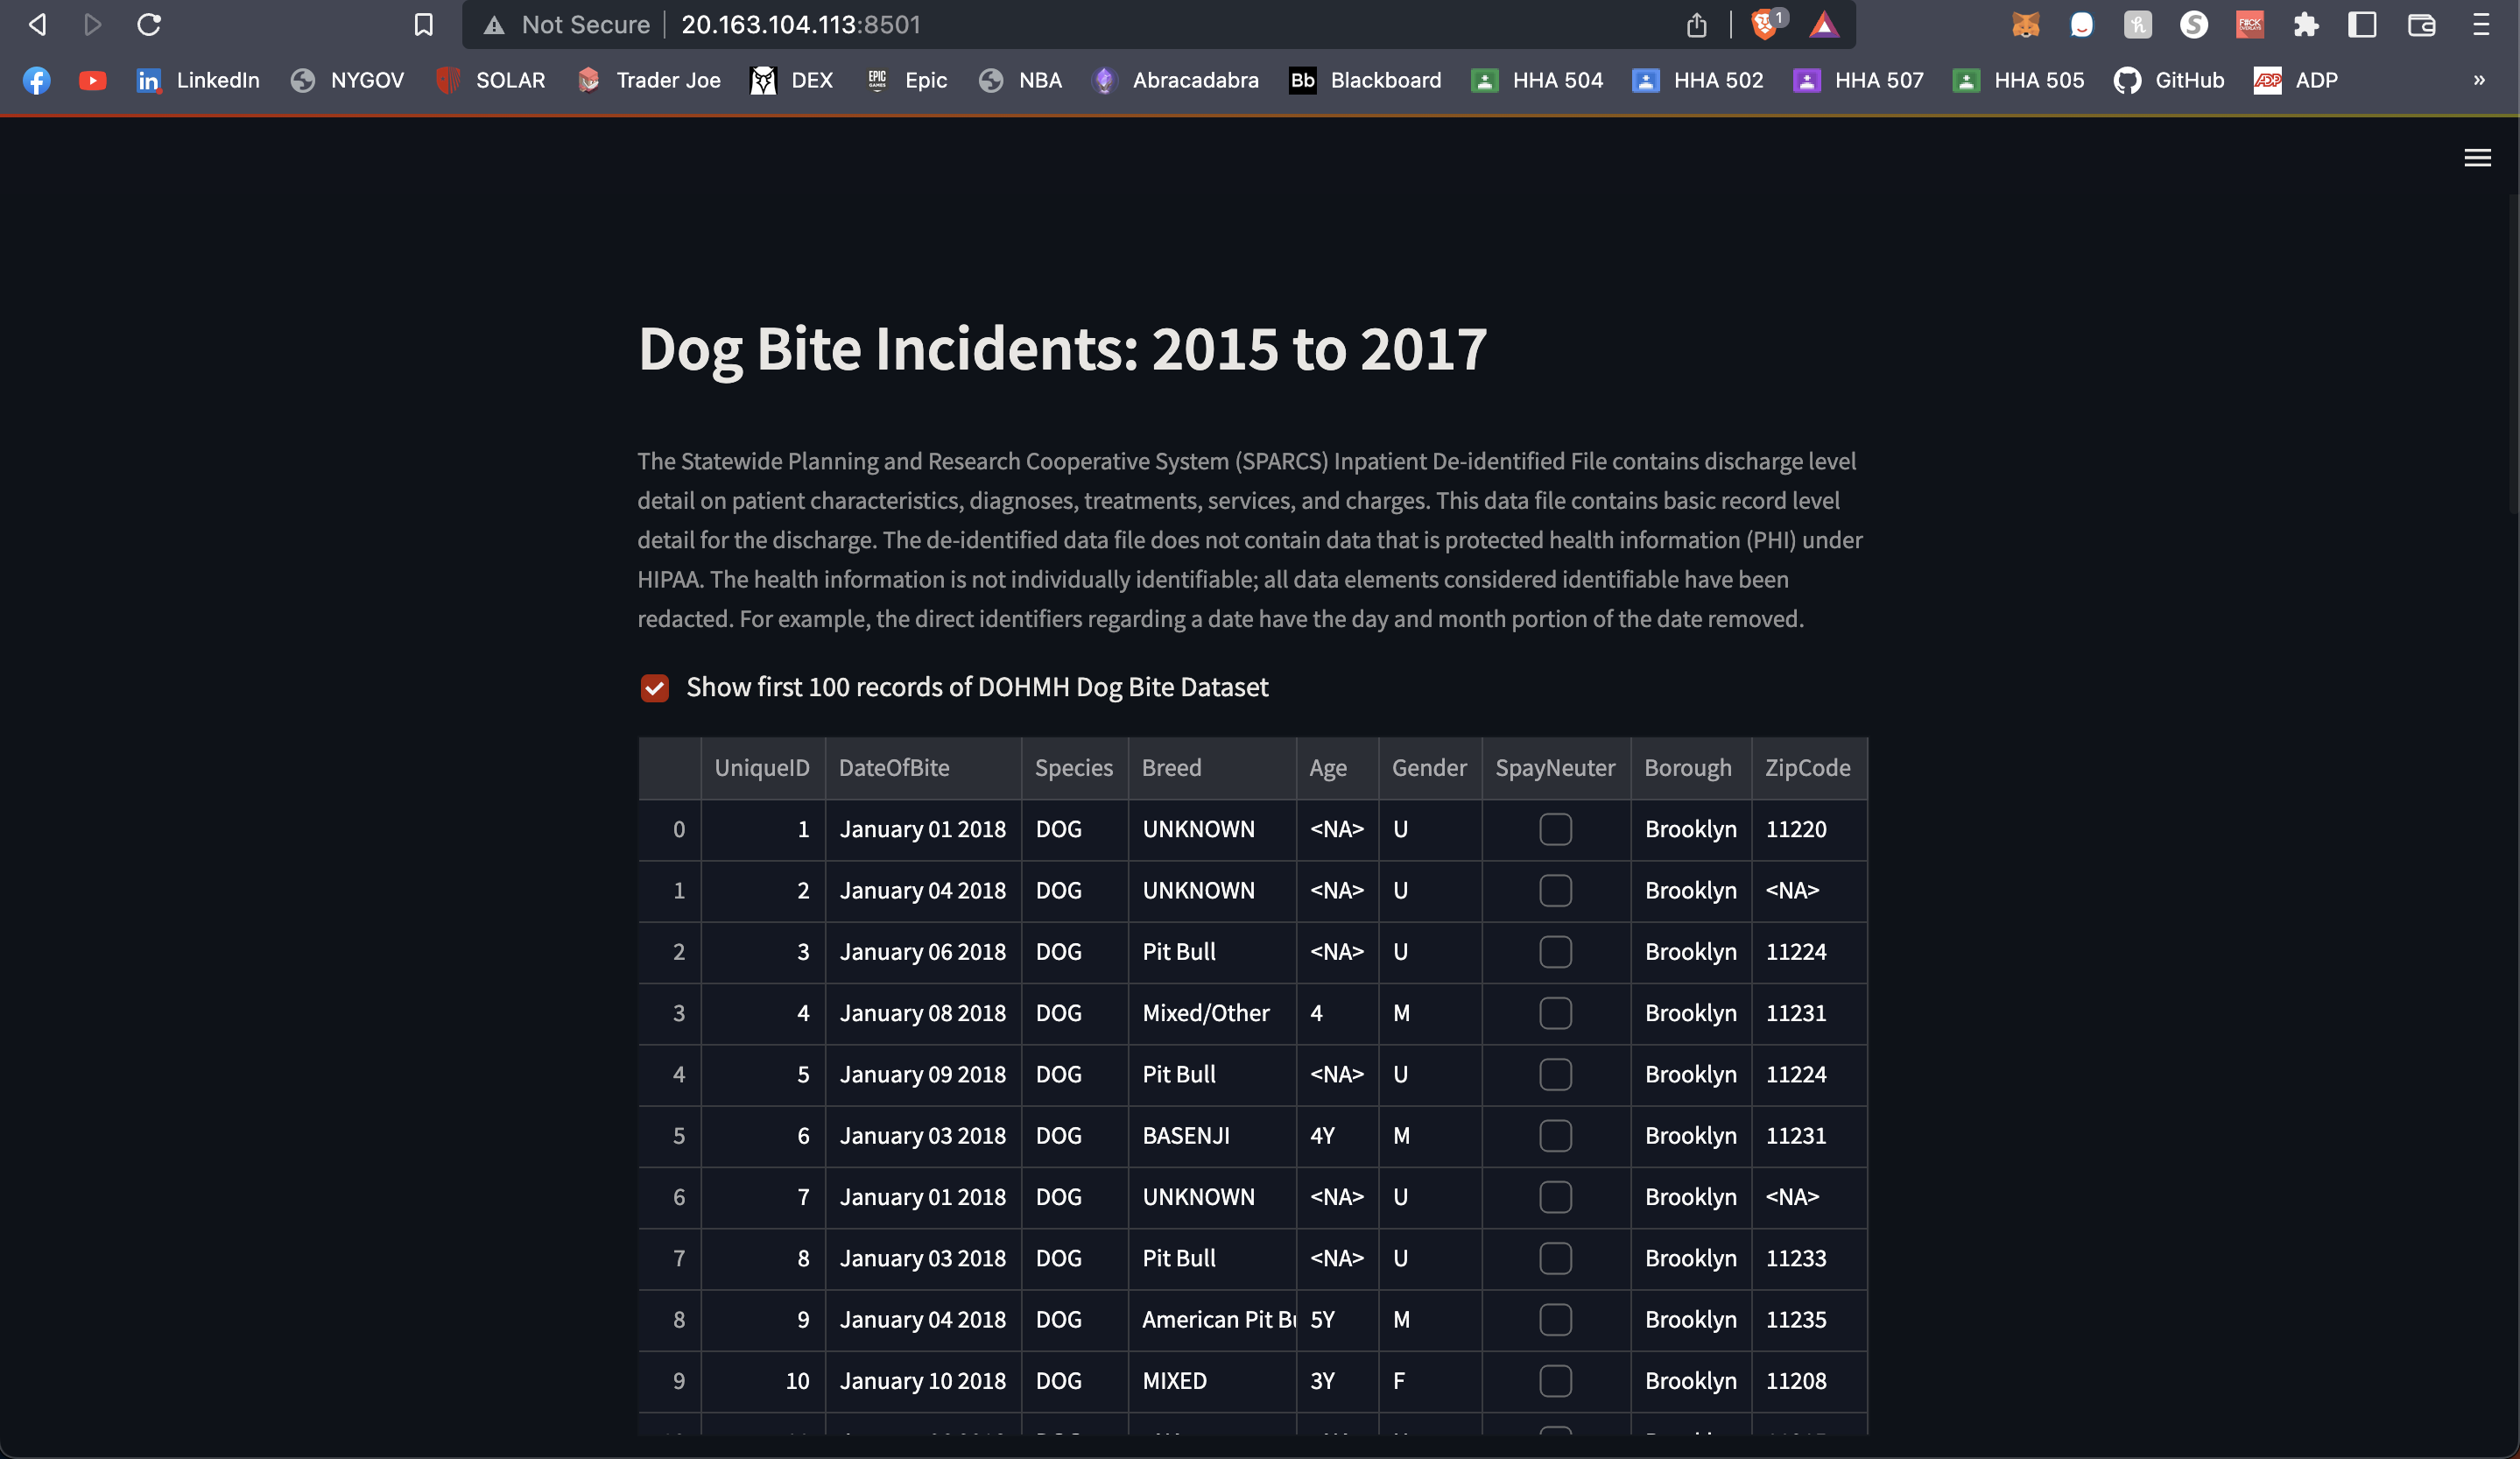 Not Secure 20.163.104.113:8501 1
LinkedIn NYGOV SOLAR Trader Joe DEX EPIC GAMES Epic NBA Abracadabra Bb Blackboard HHA 504 HHA 502 HHA 507 HHA 505 GitHub ADP ADP »
Dog Bite Incidents: 2015 to 2017
The Statewide Planning and Research Cooperative System (SPARCS) Inpatient De-identified File contains discharge level
detail on patient characteristics, diagnoses, treatments, services, and charges. This data file contains basic record level
detail for the discharge. The de-identified data file does not contain data that is protected health information (PHI) under
HIPAA. The health information is not individually identifiable; all data elements considered identifiable have been
redacted. For example, the direct identifiers regarding a date have the day and month portion of the date removed.
Show first 100 records of DOHMH Dog Bite Dataset
UniqueID DateOfBite Species Breed Age Gender SpayNeuter Borough ZipCode
0 1 January 01 2018 DOG UNKNOWN <NA> U Brooklyn 11220
1 2 January 04 2018 DOG UNKNOWN <NA> U Brooklyn <NA>
2 3 January 06 2018 DOG Pit Bull <NA> U Brooklyn 11224
3 4 January 08 2018 DOG Mixed/Other 4 M Brooklyn 11231
4 5 January 09 2018 DOG Pit Bull <NA> U Brooklyn 11224
5 6 January 03 2018 DOG BASENJI 4Y M Brooklyn 11231
6 7 January 01 2018 DOG UNKNOWN <NA> U Brooklyn <NA>
7 8 January 03 2018 DOG Pit Bull <NA> U Brooklyn 11233
8 9 January 04 2018 DOG American Pit Bu 5Y M Brooklyn 11235
9 10 January 10 2018 DOG MIXED 3Y F Brooklyn 11208